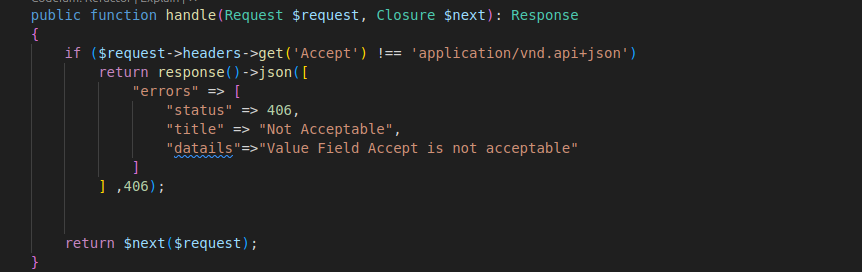 Codeium: Refactor | Explain | ×
public function handle(Request $request, Closure $next): Response
{
    if ($request->headers->get('Accept') !== 'application/vnd.api+json')
        return response()->json([
            "errors" => [
                "status" => 406,
                "title" => "Not Acceptable",
                "datails"=>"Value Field Accept is not acceptable"
            ]
        ] ,406);
    return $next($request);
}